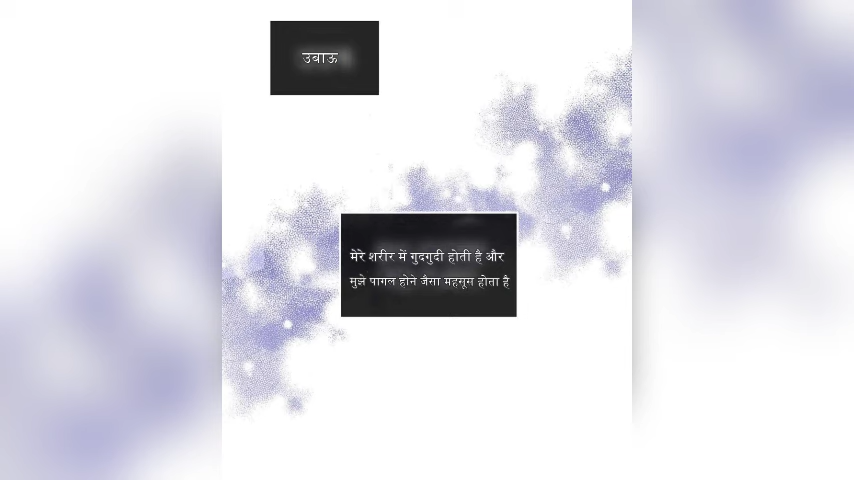 उबाऊ
मेरे शरीर में गुदगुदी होती है और
मुझे पागल होने जैसा महसूस होता है